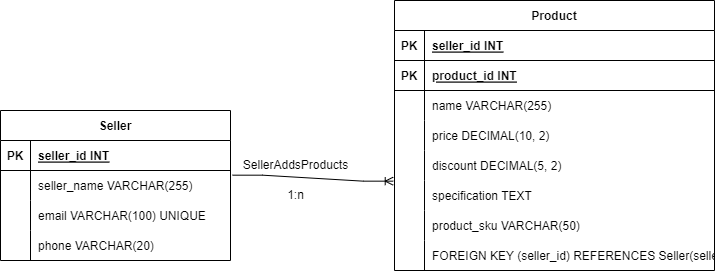 Product
PK seller_id INT
PK product_id INT
name VARCHAR(255)
price DECIMAL(10, 2)
discount DECIMAL(5, 2)
specification TEXT
product_sku VARCHAR(50)
FOREIGN KEY (seller_id) REFERENCES Seller(selle
Seller
PK seller_id INT
seller_name VARCHAR(255)
email VARCHAR(100) UNIQUE
phone VARCHAR(20)
SellerAddsProducts
1:n